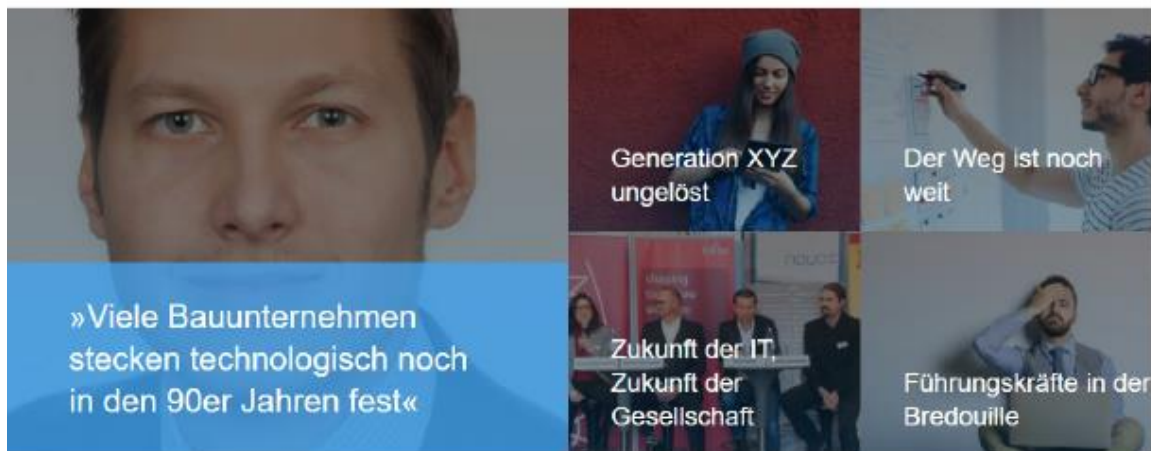 »Viele Bauunternehmen
stecken technologisch noch
in den 90er Jahren fest«
Generation XYZ
ungelöst
Der Weg ist noch
weit
Zukunft der IT,
Zukunft der
Gesellschaft
Führungskräfte in der
Bredouille